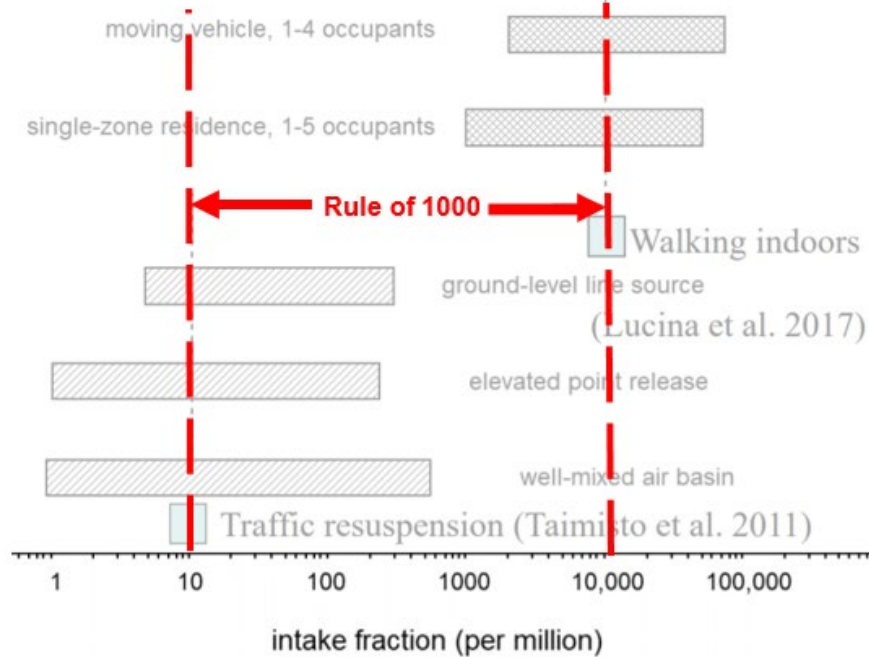 moving vehicle, 1-4 occupants
single-zone residence, 1-5 occupants
Rule of 1000
Walking indoors
ground-level line source
(Lucina et al. 2017)
elevated point release
well-mixed air basin
Traffic resuspension (Taimisto et al. 2011)
1 10 100 1000 10,000 100,000
intake fraction (per million)